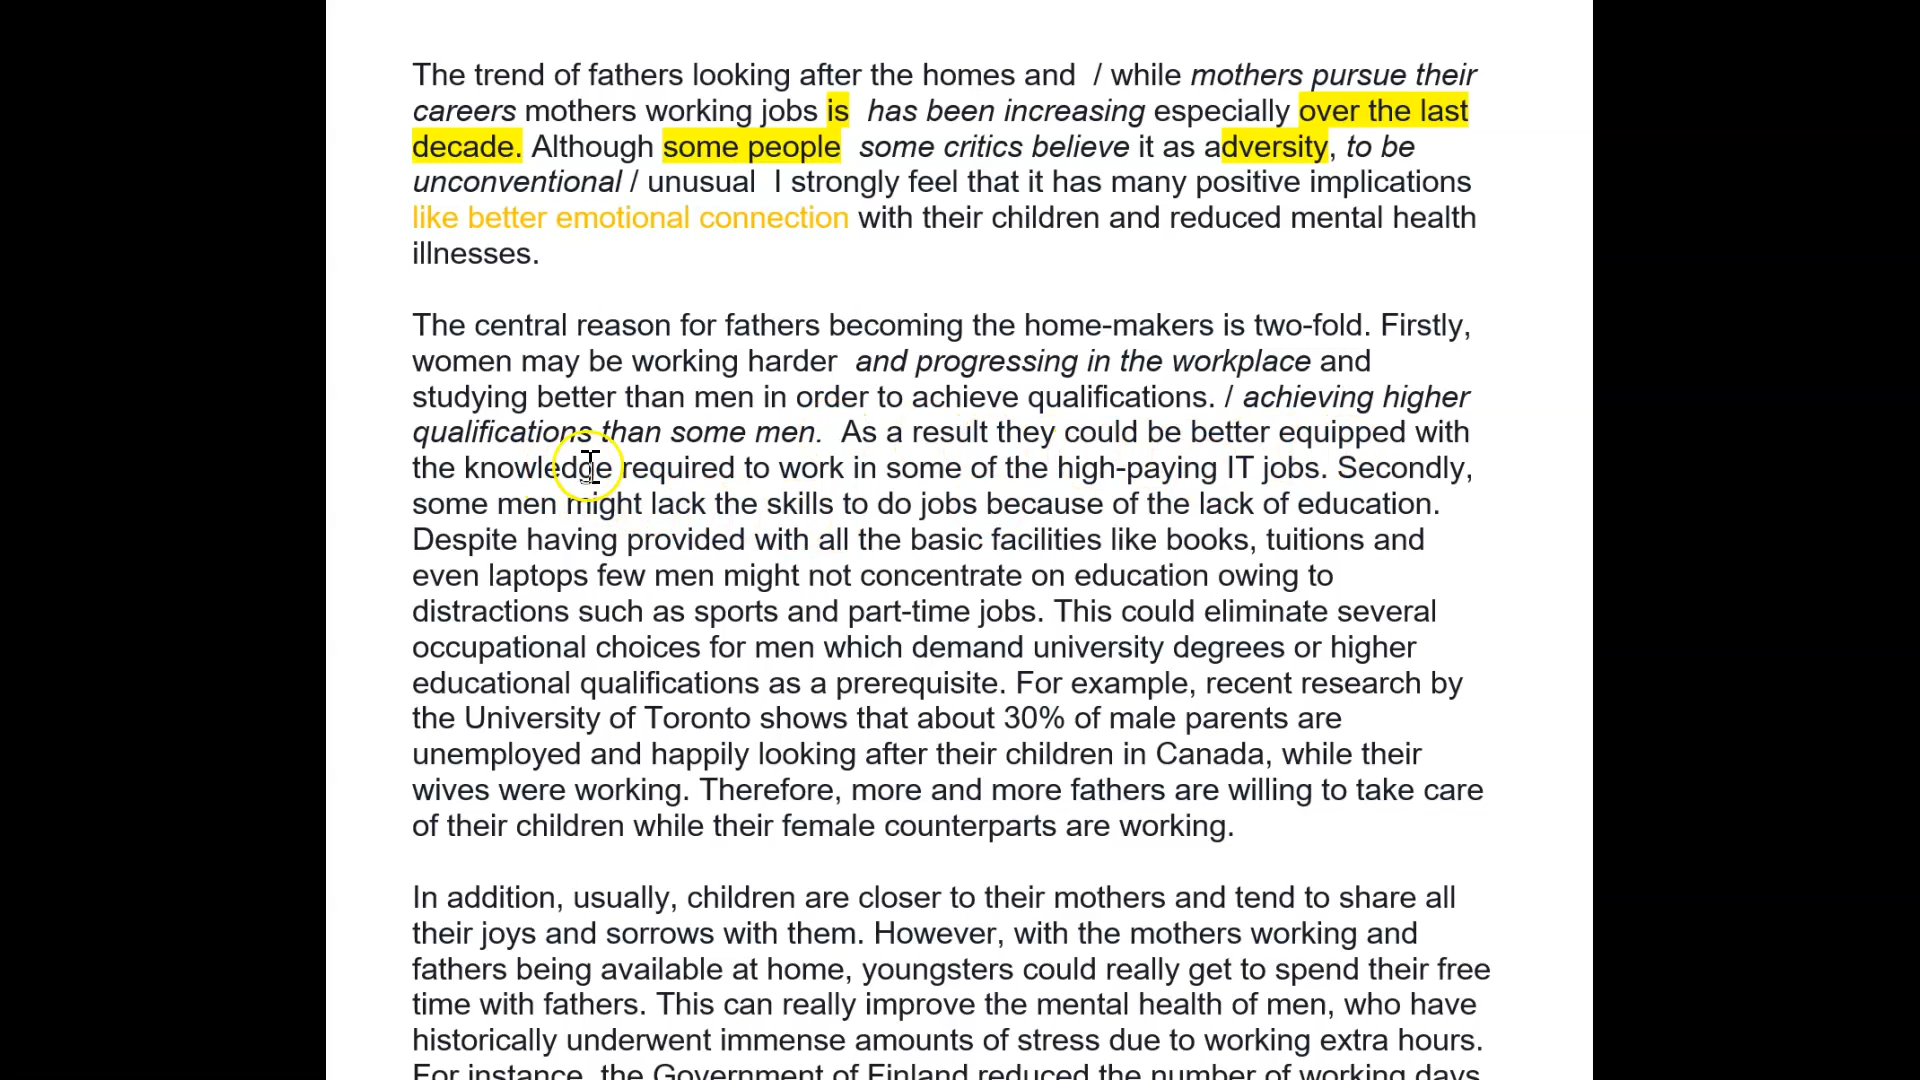 The trend of fathers looking after the homes and / while mothers pursue their
careers mothers working jobs is has been increasing especially over the last
decade. Although some people some critics believe it as adversity, to be
unconventional / unusual I strongly feel that it has many positive implications
like better emotional connection with their children and reduced mental health
illnesses.
The central reason for fathers becoming the home-makers is two-fold. Firstly,
women may be working harder and progressing in the workplace and
studying better than men in order to achieve qualifications. / achieving higher
qualifications than some men. As a result they could be better equipped with
the knowledge required to work in some of the high-paying IT jobs. Secondly,
some men might lack the skills to do jobs because of the lack of education.
Despite having provided with all the basic facilities like books, tuitions and
even laptops few men might not concentrate on education owing to
distractions such as sports and part-time jobs. This could eliminate several
occupational choices for men which demand university degrees or higher
educational qualifications as a prerequisite. For example, recent research by
the University of Toronto shows that about 30% of male parents are
unemployed and happily looking after their children in Canada, while their
wives were working. Therefore, more and more fathers are willing to take care
of their children while their female counterparts are working.
In addition, usually, children are closer to their mothers and tend to share all
their joys and sorrows with them. However, with the mothers working and
fathers being available at home, youngsters could really get to spend their free
time with fathers. This can really improve the mental health of men, who have
historically underwent immense amounts of stress due to working extra hours.
For instance, the Government of Finland reduced the number of working days